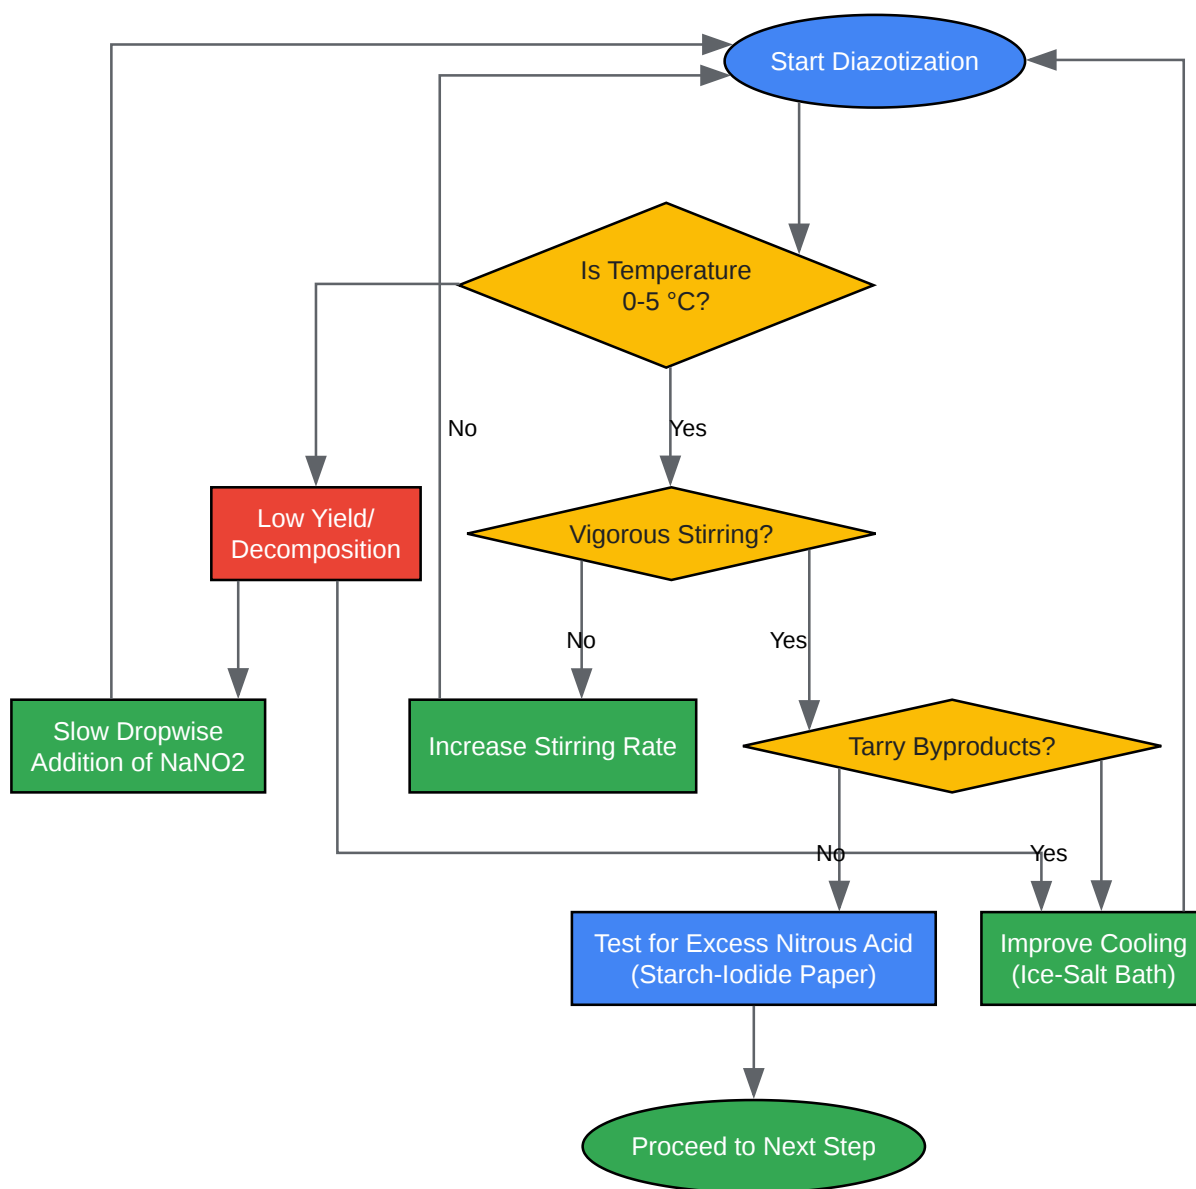 Start Diazotization
Is Temperature
0-5 °C?
No
Yes
Low Yield/
Decomposition
Vigorous Stirring?
No
Yes
Slow Dropwise
Addition of NaNO2
Increase Stirring Rate
Tarry Byproducts?
No
Yes
Test for Excess Nitrous Acid
(Starch-Iodide Paper)
Improve Cooling
(Ice-Salt Bath)
Proceed to Next Step